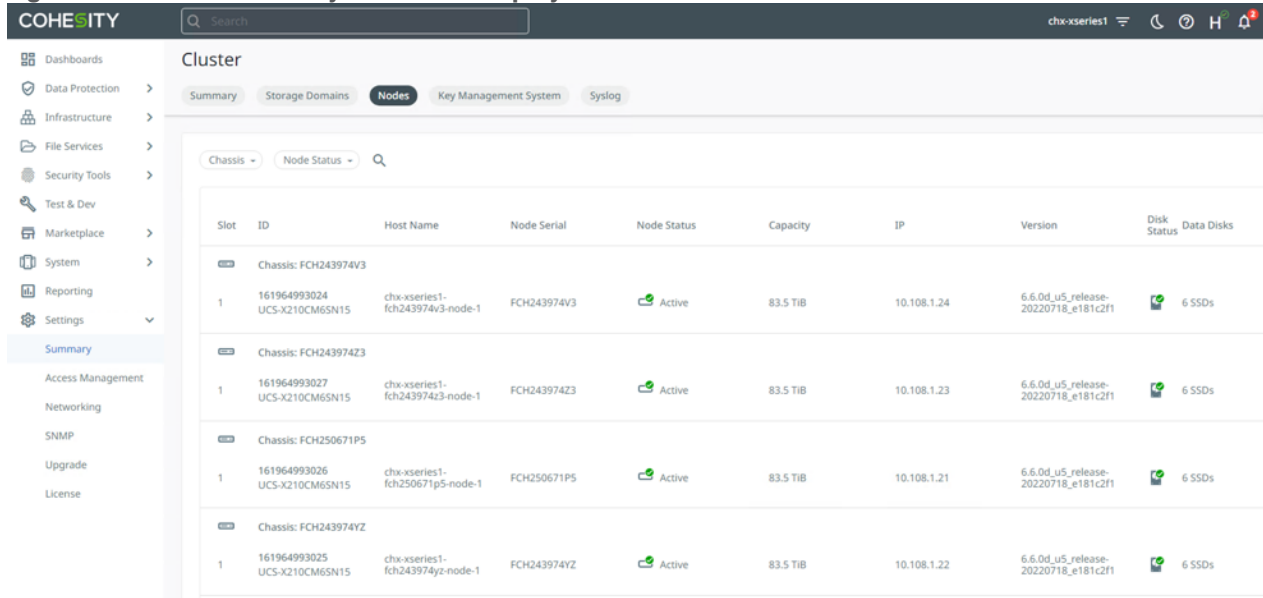 COHESITY
Search
chx-xseries1
H
2
Dashboards
Data Protection
Infrastructure
File Services
Security Tools
Test & Dev
Marketplace
System
Reporting
Settings
Summary
Access Management
Networking
SNMP
Upgrade
License
Cluster
Summary Storage Domains Nodes Key Management System Syslog
Chassis Node Status
Slot ID Host Name Node Serial Node Status Capacity IP Version Disk Status Data Disks
Chassis: FCH243974V3
1 161964993024 chx-xseries1- FCH243974V3 Active 83.5 TiB 10.108.1.24 6.6.0d_u5_release- 6 SSDs
UCS-X210CM6SN15 fch243974v3-node-1 20220718_e181c2f1
Chassis: FCH243974Z3
1 161964993027 chx-xseries1- FCH243974Z3 Active 83.5 TiB 10.108.1.23 6.6.0d_u5_release- 6 SSDs
UCS-X210CM6SN15 fch243974z3-node-1 20220718_e181c2f1
Chassis: FCH250671P5
1 161964993026 chx-xseries1- FCH250671P5 Active 83.5 TiB 10.108.1.21 6.6.0d_u5_release- 6 SSDs
UCS-X210CM6SN15 fch250671p5-node-1 20220718_e181c2f1
Chassis: FCH243974YZ
1 161964993025 chx-xseries1- FCH243974YZ Active 83.5 TiB 10.108.1.22 6.6.0d_u5_release- 6 SSDs
UCS-X210CM6SN15 fch243974yz-node-1 20220718_e181c2f1